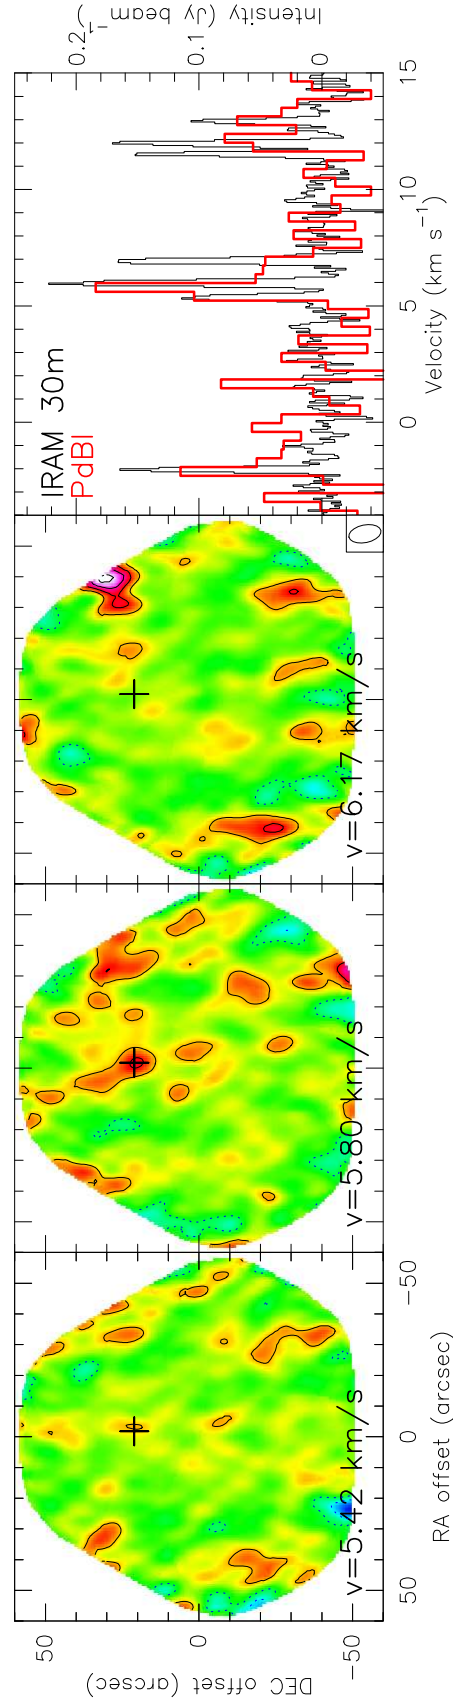 0.2
0.1
0
Intensity (Jy beam⁻¹)
IRAM 30m
PdBI
0
5
10
15
Velocity (km s⁻¹)
v=6.17 km/s
v=5.80 km/s
v=5.42 km/s
50
0
−50
DEC offset (arcsec)
50
0
−50
RA offset (arcsec)